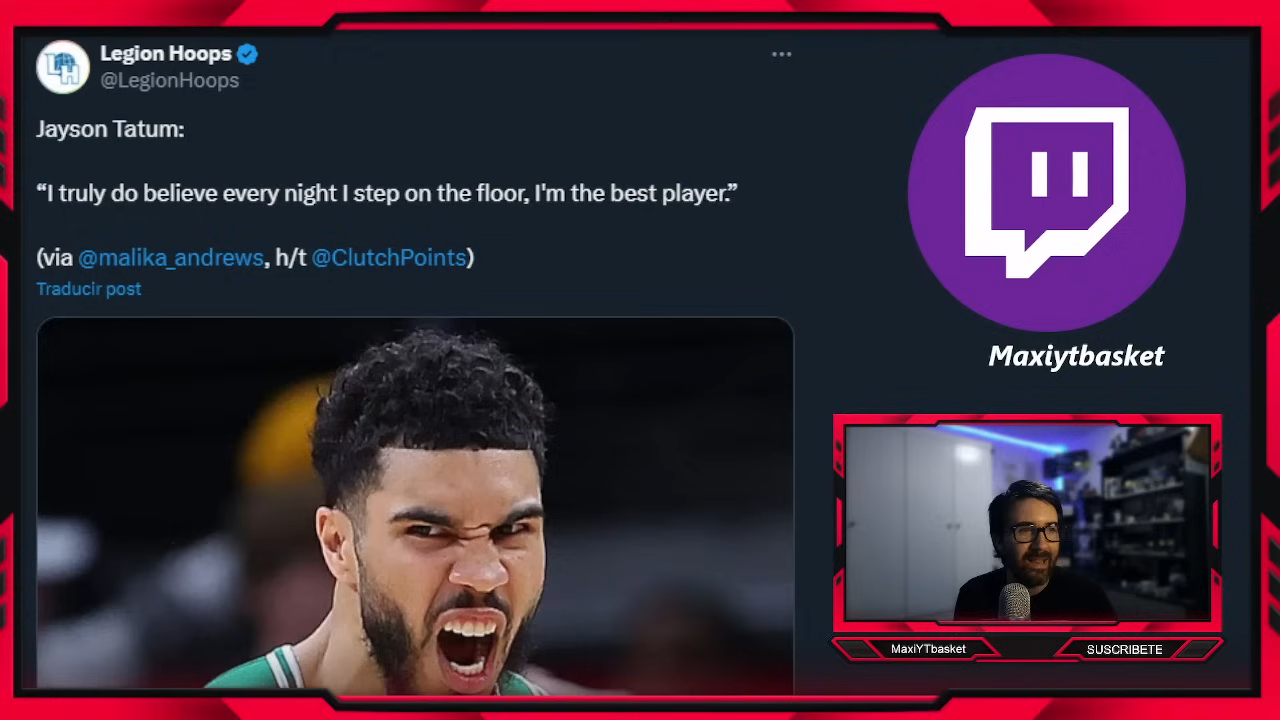 Legion Hoops
@LegionHoops
Jayson Tatum:
“I truly do believe every night I step on the floor, I'm the best player.”
(via @malika_andrews, h/t @ClutchPoints)
Traducir post
Maxiytbasket
MaxiYTbasket
SUSCRIBETE